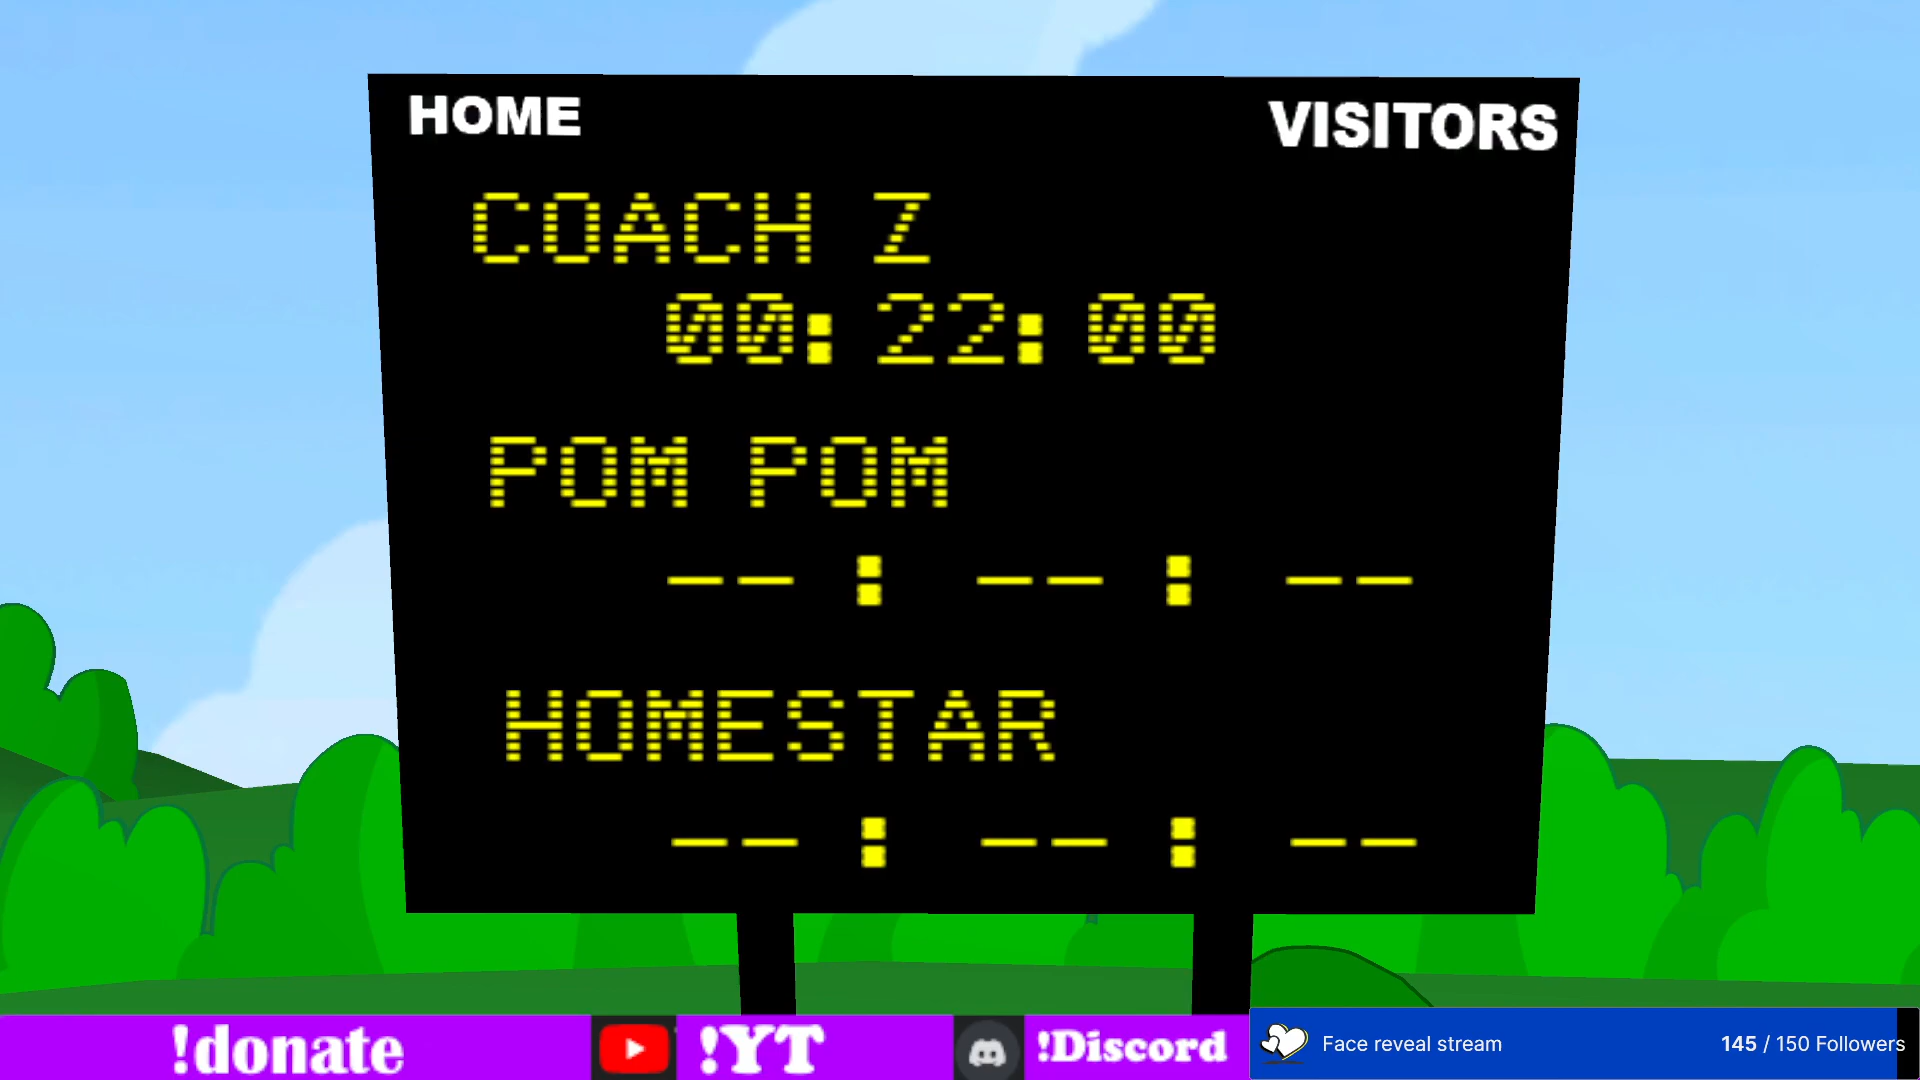 HOME VISITORS
COACH Z
00:22:00
POM POM
--:--:--
HOMESTAR
--:--:--
!donate !YT !Discord Face reveal stream 145 / 150 Followers